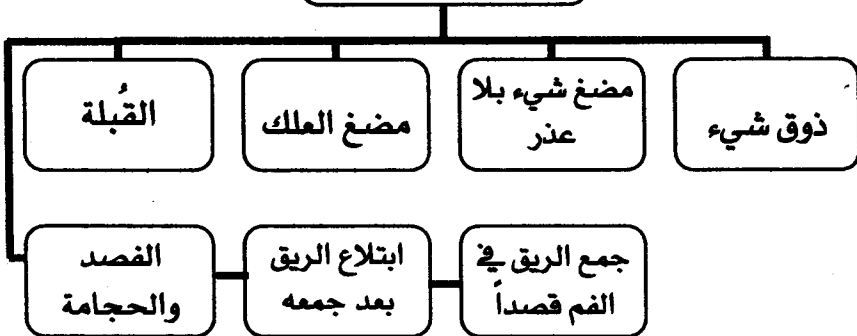 ذوق شيء
مضغ شيء بلا
عذر
مضغ العلك
القُبلة
جمع الريق في
الفم قصداً
ابتلاع الريق
بعد جمعه
الفصد
والحجامة